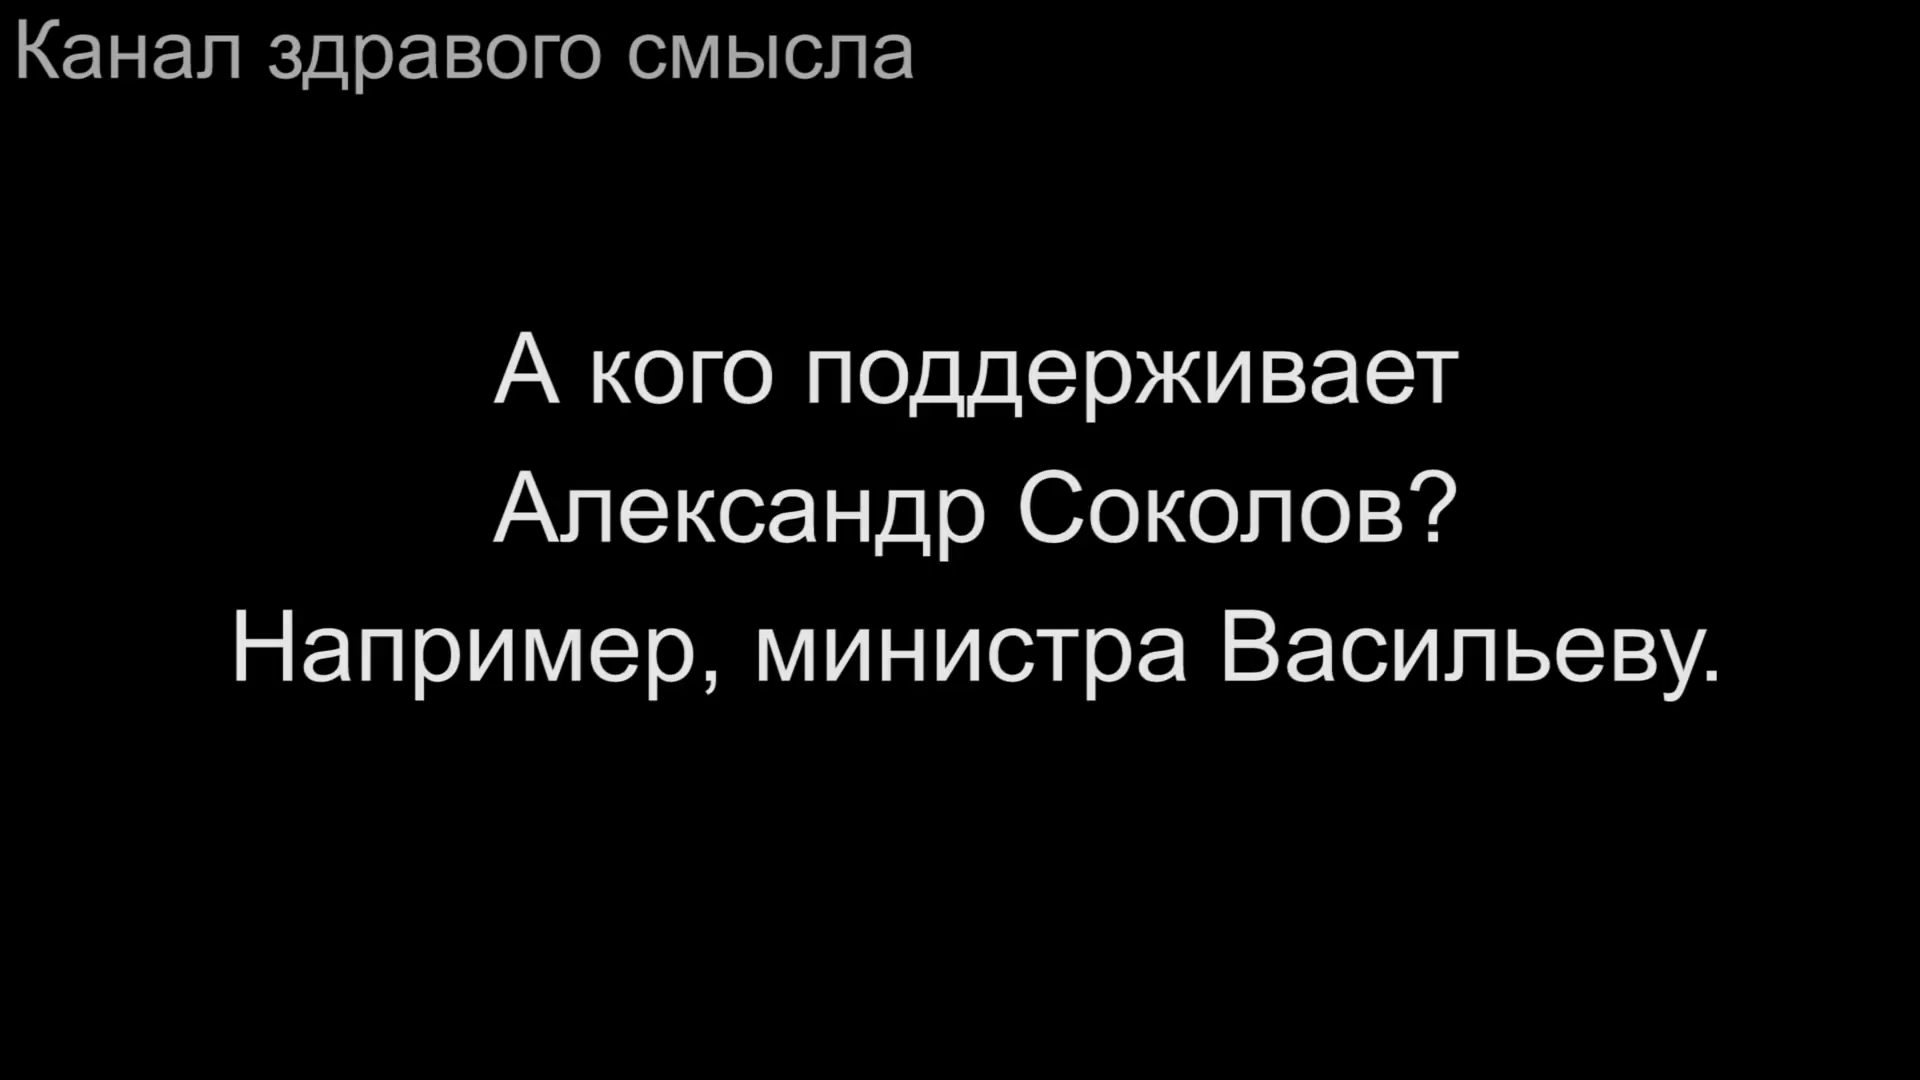 Канал здравого смысла
А кого поддерживает
Александр Соколов?
Например, министра Васильеву.